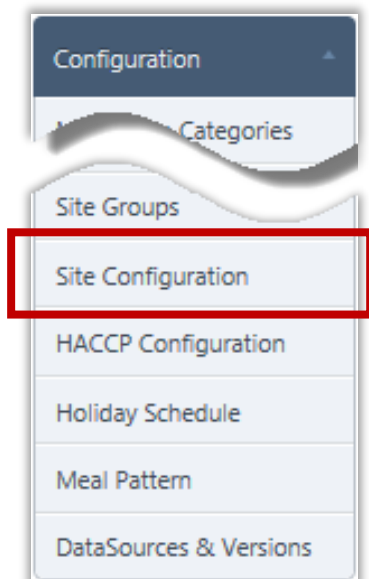 Configuration
Categories
Site Groups
Site Configuration
HACCP Configuration
Holiday Schedule
Meal Pattern
DataSources & Versions